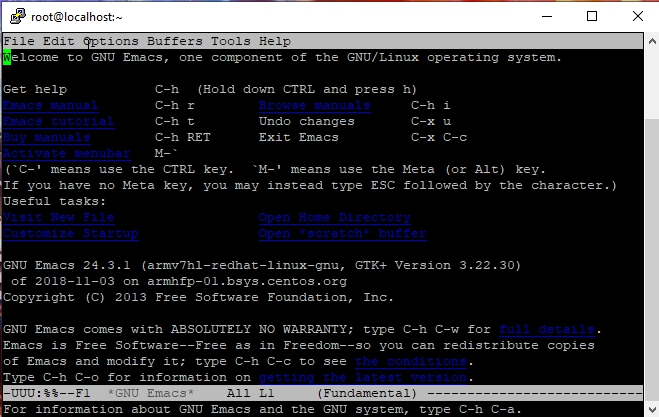 root@localhost:~
File Edit Options Buffers Tools Help
Welcome to GNU Emacs, one component of the GNU/Linux operating system.
Get help C-h (Hold down CTRL and press h)
Emacs manual C-h r Browse manuals C-h i
Emacs tutorial C-h t Undo changes C-x u
Buy manuals C-h RET Exit Emacs C-x C-c
Activate menubar M-`
(`C-' means use the CTRL key. `M-' means use the Meta (or Alt) key.
If you have no Meta key, you may instead type ESC followed by the character.)
Useful tasks:
Visit New File Open Home Directory
Customize Startup Open *scratch* buffer
GNU Emacs 24.3.1 (armv7hl-redhat-linux-gnu, GTK+ Version 3.22.30)
of 2018-11-03 on armhfp-01.bsys.centos.org
Copyright (C) 2013 Free Software Foundation, Inc.
GNU Emacs comes with ABSOLUTELY NO WARRANTY; type C-h C-w for full details.
Emacs is Free Software--Free as in Freedom--so you can redistribute copies
of Emacs and modify it; type C-h C-c to see the conditions.
Type C-h C-o for information on getting the latest version.
-UUU:%%--F1 *GNU Emacs* All L1 (Fundamental) -----------------------
For information about GNU Emacs and the GNU system, type C-h C-a.